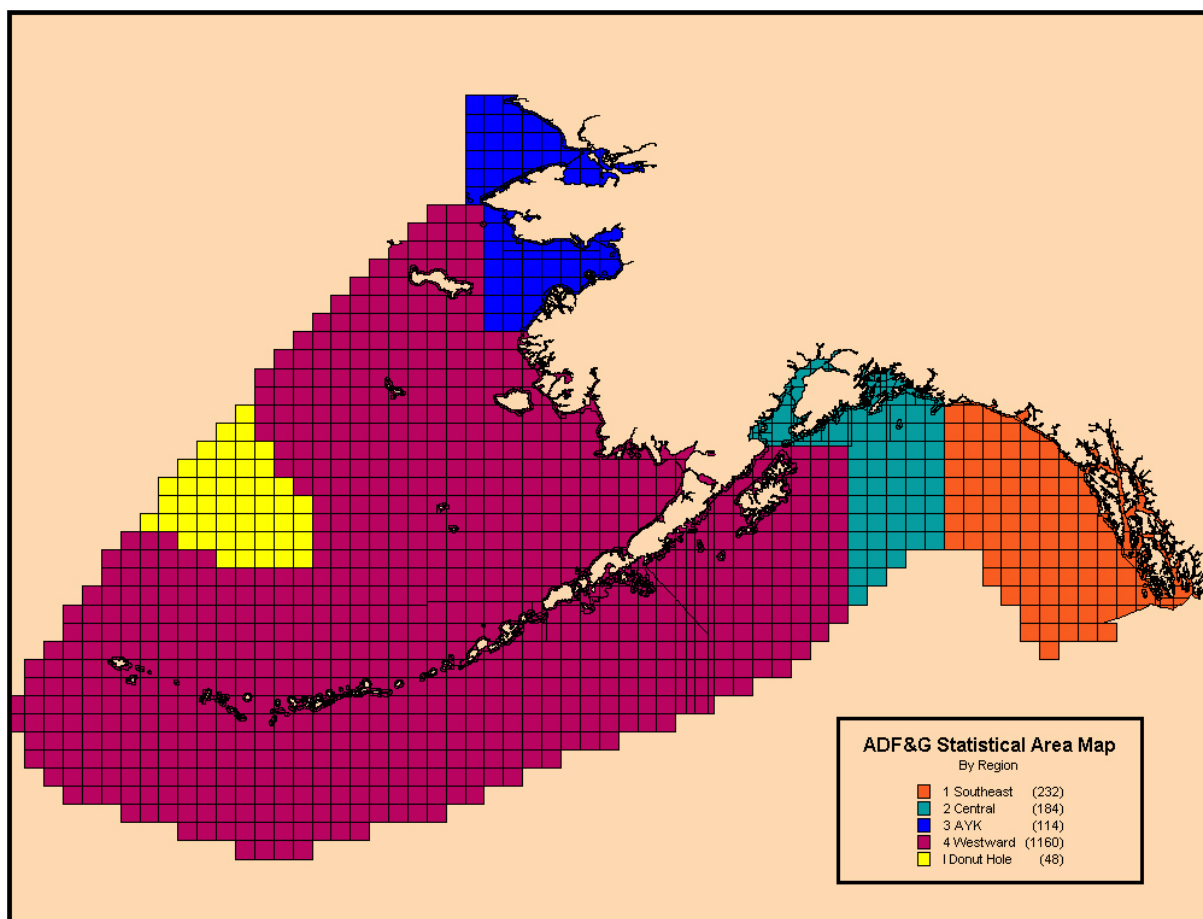 ADF&G Statistical Area Map
By Region
1 Southeast (232)
2 Central (184)
3 AYK (114)
4 Westward (1160)
I Donut Hole (48)